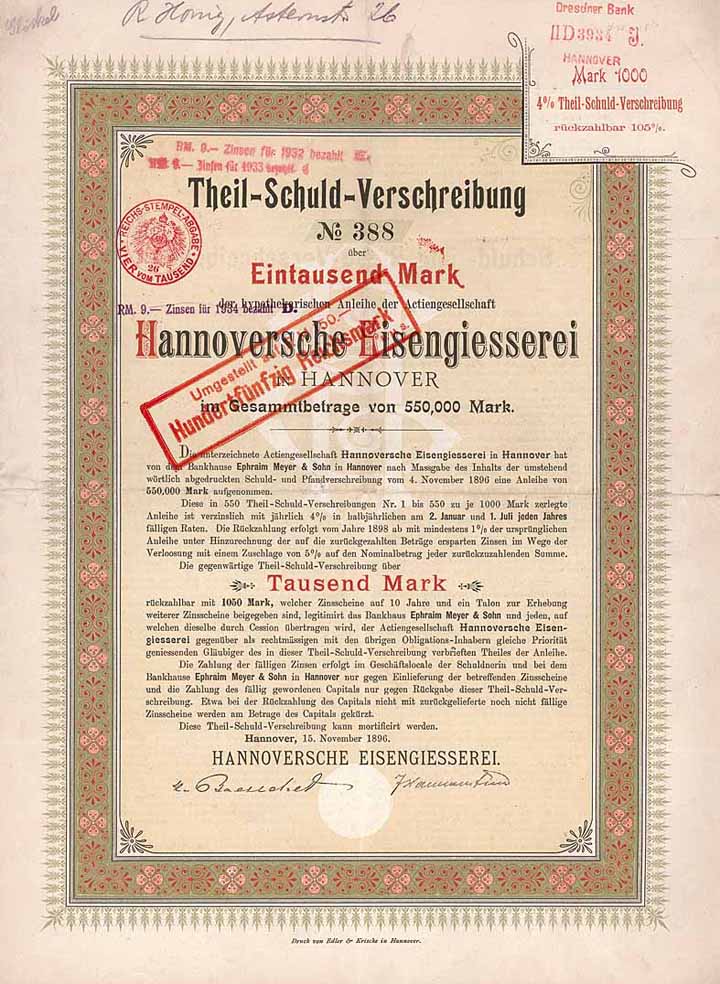 R Honig, Asternstr 26
Dresdner Bank
IID3934 J.
HANNOVER
Mark 1000
4% Theil-Schuld-Verschreibung
rückzahlbar 105%.
RM. 9.— Zinsen für 1932 bezahlt
RM. 9.— Zinsen für 1933 bezahlt
Theil-Schuld-Verschreibung
№ 388
über
REICHS-STEMPEL-ABGABE
26
VIER VOM TAUSEND
Eintausend Mark
der hypothekarischen Anleihe der Actiengesellschaft
RM. 9.— Zinsen für 1934 bezahlt D.
Hannoversche Eisengiesserei
Umgestellt auf 150.—
Hundertfünfzig Reichsmark
IN HANNOVER
im Gesammtbetrage von 550,000 Mark.
Die unterzeichnete Actiengesellschaft Hannoversche Eisengiesserei in Hannover hat
von dem Bankhause Ephraim Meyer & Sohn in Hannover nach Massgabe des Inhalts der umstehend
wörtlich abgedruckten Schuld- und Pfandverschreibung vom 4. November 1896 eine Anleihe von
550,000 Mark aufgenommen.
Diese in 550 Theil-Schuld-Verschreibungen Nr. 1 bis 550 zu je 1000 Mark zerlegte
Anleihe ist verzinslich mit jährlich 4% in halbjährlichen am 2. Januar und 1. Juli jeden Jahres
fälligen Raten. Die Rückzahlung erfolgt vom Jahre 1898 ab mit mindestens 1% der ursprünglichen
Anleihe unter Hinzurechnung der auf die zurückgezahlten Beträge ersparten Zinsen im Wege der
Verloosung mit einem Zuschlage von 5% auf den Nominalbetrag jeder zurückzuzahlenden Summe.
Die gegenwärtige Theil-Schuld-Verschreibung über
Tausend Mark
rückzahlbar mit 1050 Mark, welcher Zinsscheine auf 10 Jahre und ein Talon zur Erhebung
weiterer Zinsscheine beigegeben sind, legitimirt das Bankhaus Ephraim Meyer & Sohn und jeden, auf
welchen dieselbe durch Cession übertragen wird, der Actiengesellschaft Hannoversche Eisen-
giesserei gegenüber als rechtmässigen mit den übrigen Obligations-Inhabern gleiche Priorität
geniessenden Gläubiger des in dieser Theil-Schuld-Verschreibung verbrieften Theiles der Anleihe.
Die Zahlung der fälligen Zinsen erfolgt im Geschäftslocale der Schuldnerin und bei dem
Bankhause Ephraim Meyer & Sohn in Hannover nur gegen Einlieferung der betreffenden Zinsscheine
und die Zahlung des fällig gewordenen Capitals nur gegen Rückgabe dieser Theil-Schuld-Ver-
schreibung. Etwa bei der Rückzahlung des Capitals nicht mit zurückgelieferte noch nicht fällige
Zinsscheine werden am Betrage des Capitals gekürzt.
Diese Theil-Schuld-Verschreibung kann mortificirt werden.
Hannover, 15. November 1896.
HANNOVERSCHE EISENGIESSEREI.
Druck von Edler & Krische in Hannover.